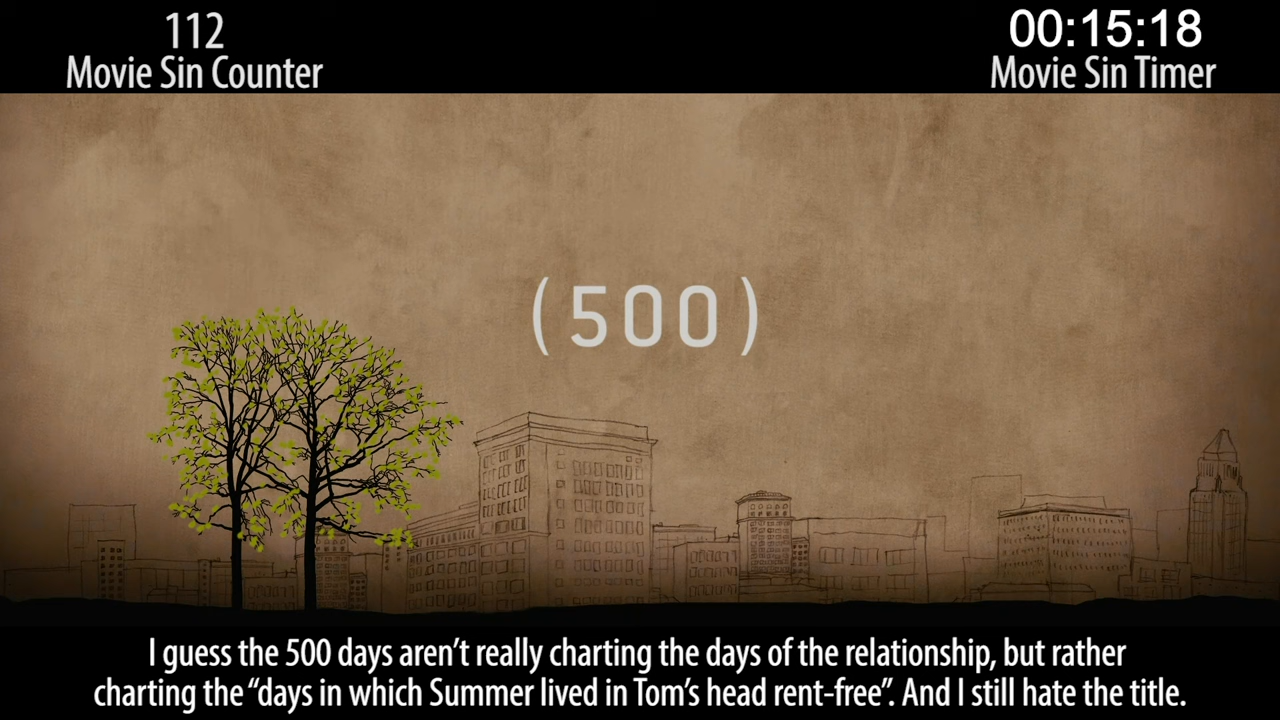 112
Movie Sin Counter
00:15:18
Movie Sin Timer
(500)
I guess the 500 days aren’t really charting the days of the relationship, but rather
charting the “days in which Summer lived in Tom’s head rent-free”. And I still hate the title.